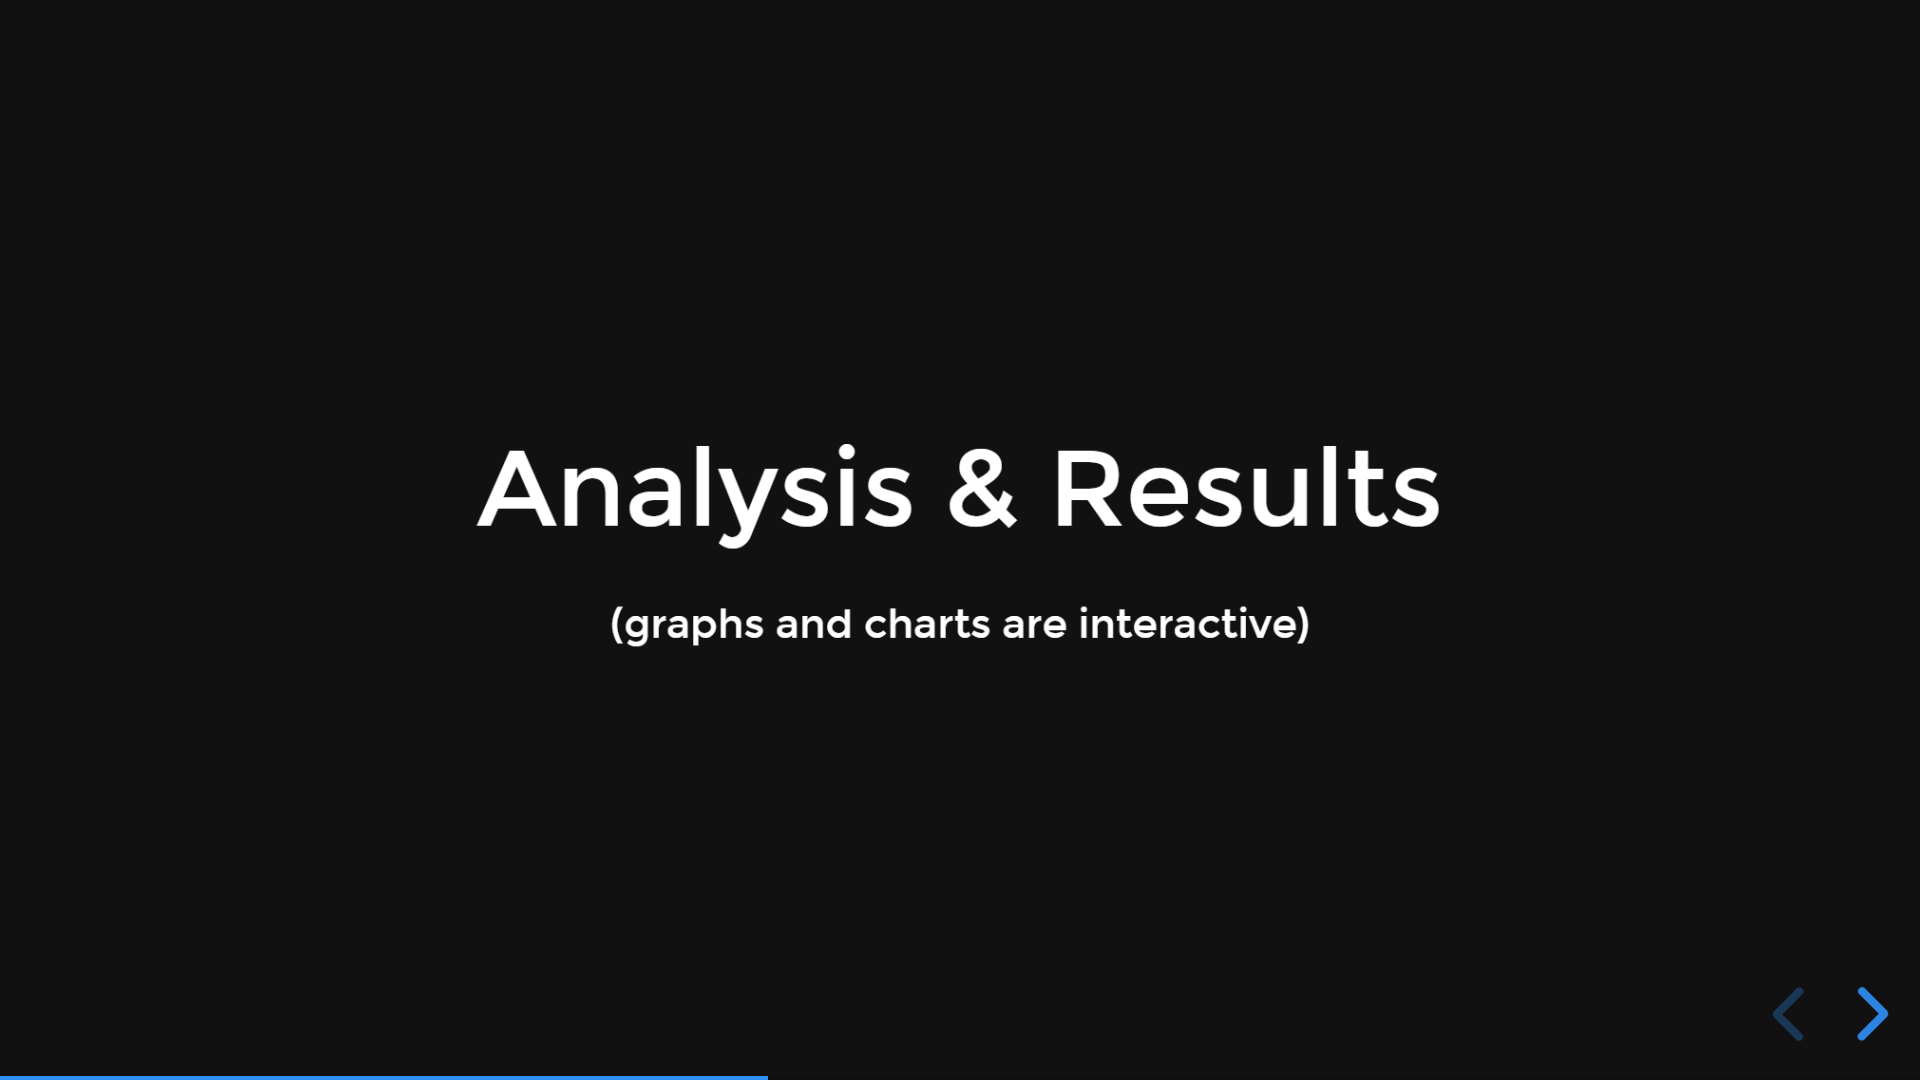 Analysis & Results
(graphs and charts are interactive)